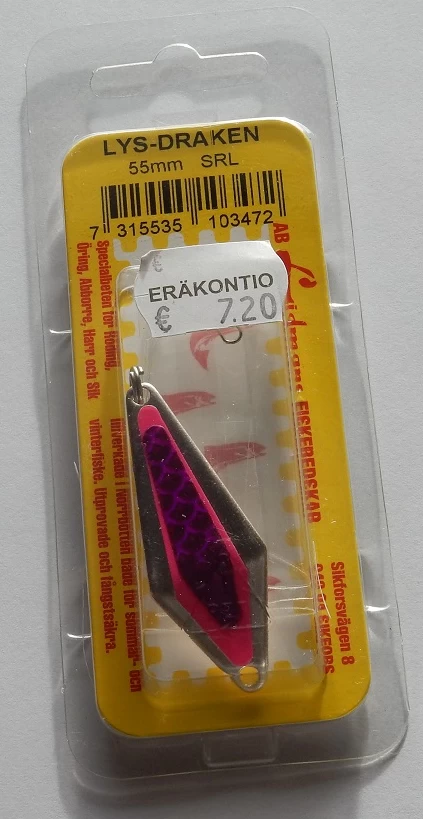 LYS-DRAKEN
55mm SRL
7 315535 103472
ERÄKONTIO
€ 7.20
€
Specialbeten för Röding,
Öring, Abborre, Harr och Sik
i Norrbotten både för sommar- och
vinterfiske. Utprovade och fångstsäkra.
AB
FISKEREDSKAP
Sikforsvägen 8
SIKFORS